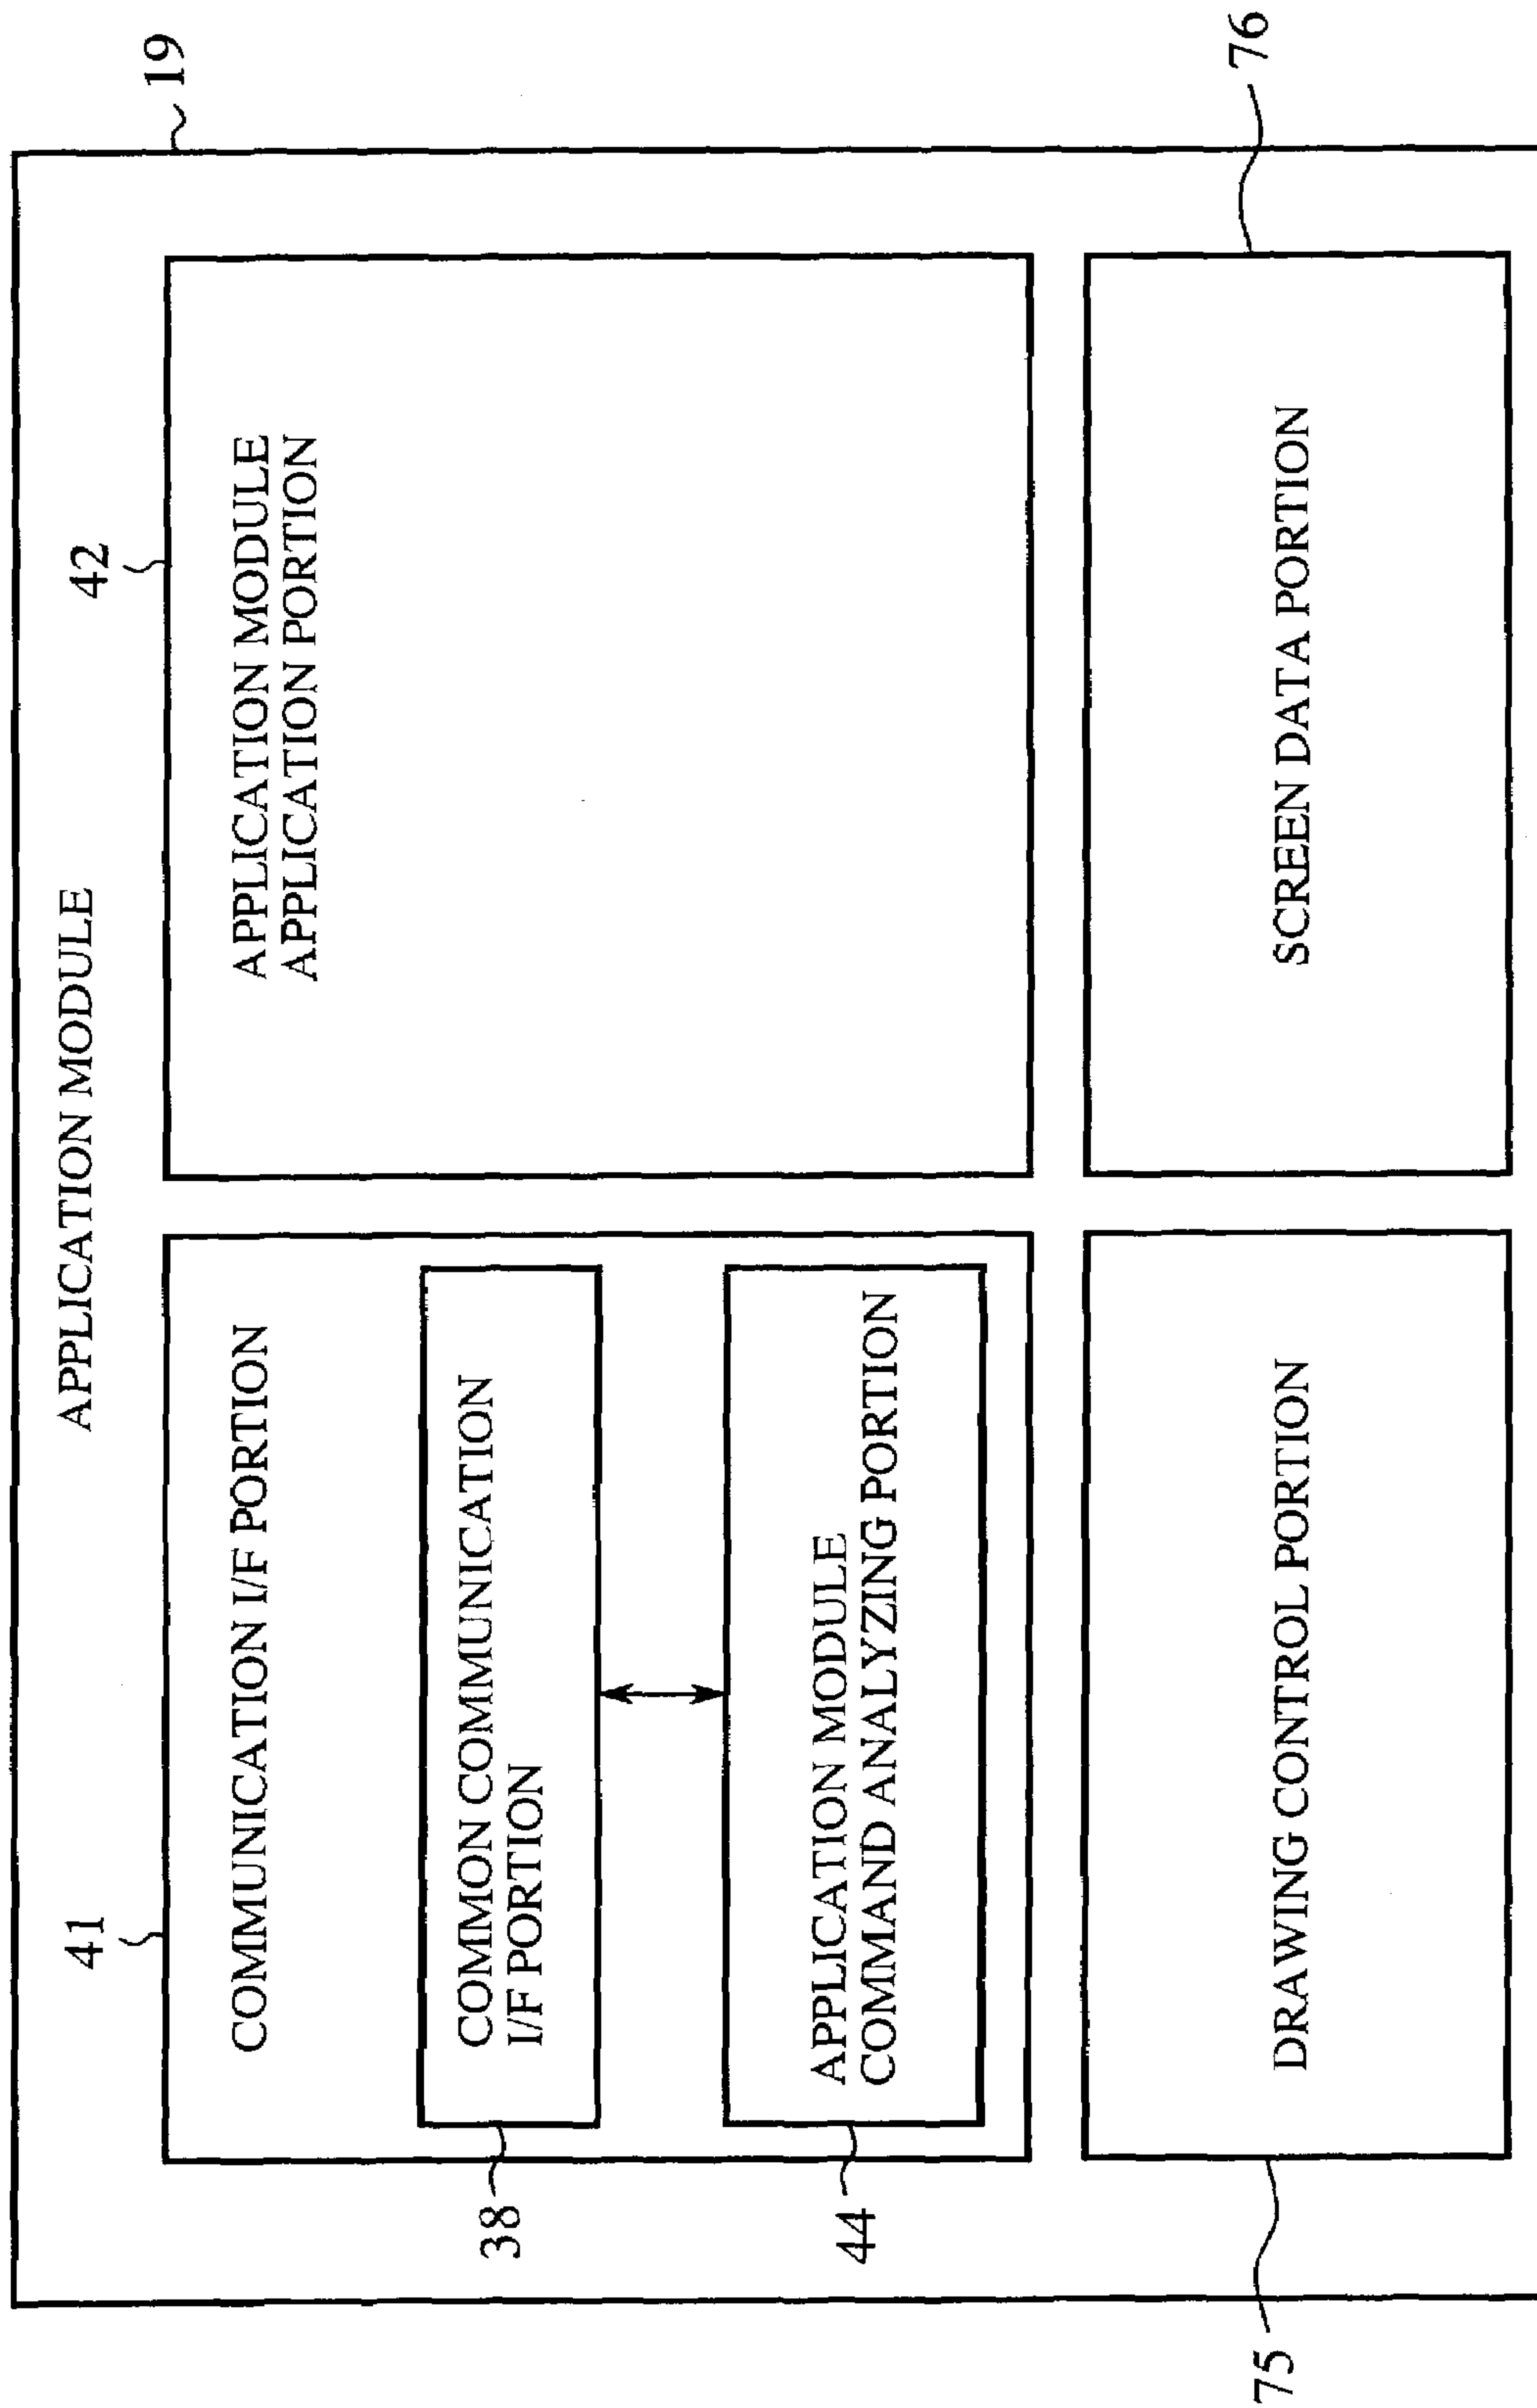 APPLICATION MODULE
19
41
42
COMMUNICATION I/F PORTION
APPLICATION MODULE
APPLICATION PORTION
38
COMMON COMMUNICATION
I/F PORTION
44
APPLICATION MODULE
COMMAND ANALYZING PORTION
75
DRAWING CONTROL PORTION
SCREEN DATA PORTION
76